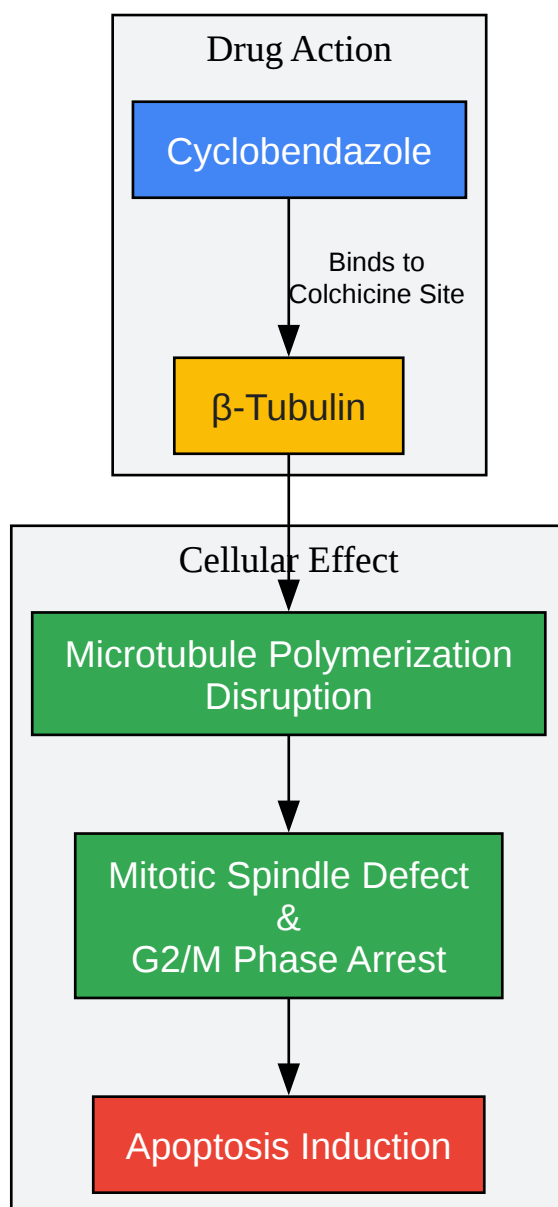 Drug Action
Cyclobendazole
Binds to
Colchicine Site
β-Tubulin
Cellular Effect
Microtubule Polymerization
Disruption
Mitotic Spindle Defect
&
G2/M Phase Arrest
Apoptosis Induction